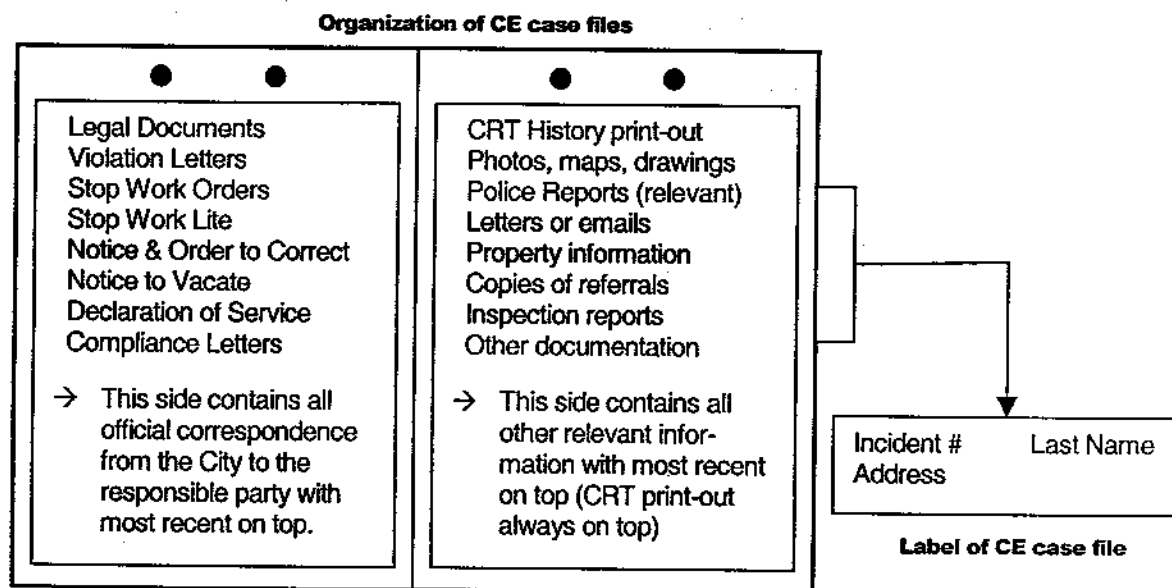 Organization of CE case files
Legal Documents
Violation Letters
Stop Work Orders
Stop Work Lite
Notice & Order to Correct
Notice to Vacate
Declaration of Service
Compliance Letters
→ This side contains all
official correspondence
from the City to the
responsible party with
most recent on top.
CRT History print-out
Photos, maps, drawings
Police Reports (relevant)
Letters or emails
Property information
Copies of referrals
Inspection reports
Other documentation
→ This side contains all
other relevant infor-
mation with most recent
on top (CRT print-out
always on top)
Incident # Last Name
Address
Label of CE case file